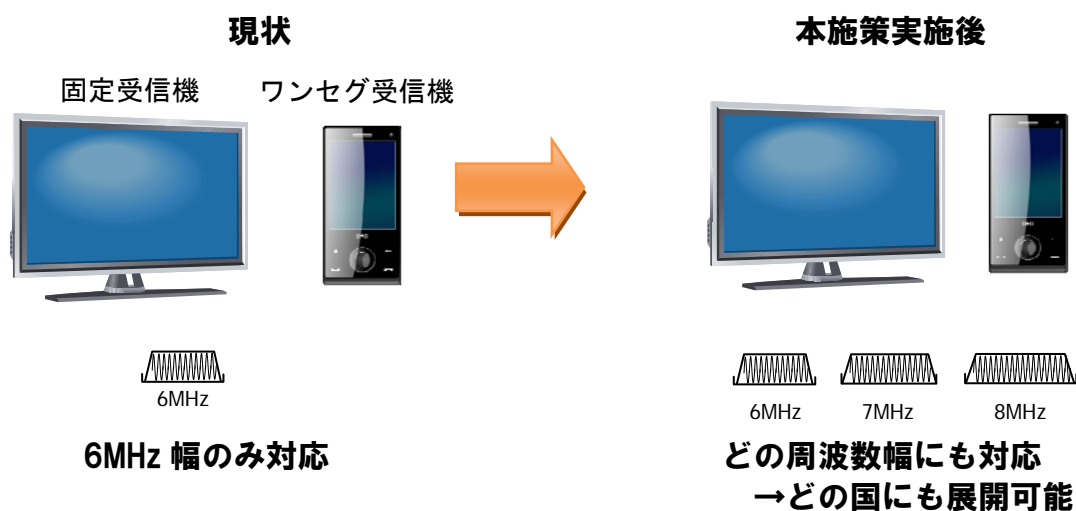 現状
固定受信機
ワンセグ受信機
6MHz
6MHz 幅のみ対応
本施策実施後
6MHz
7MHz
8MHz
どの周波数幅にも対応
→どの国にも展開可能